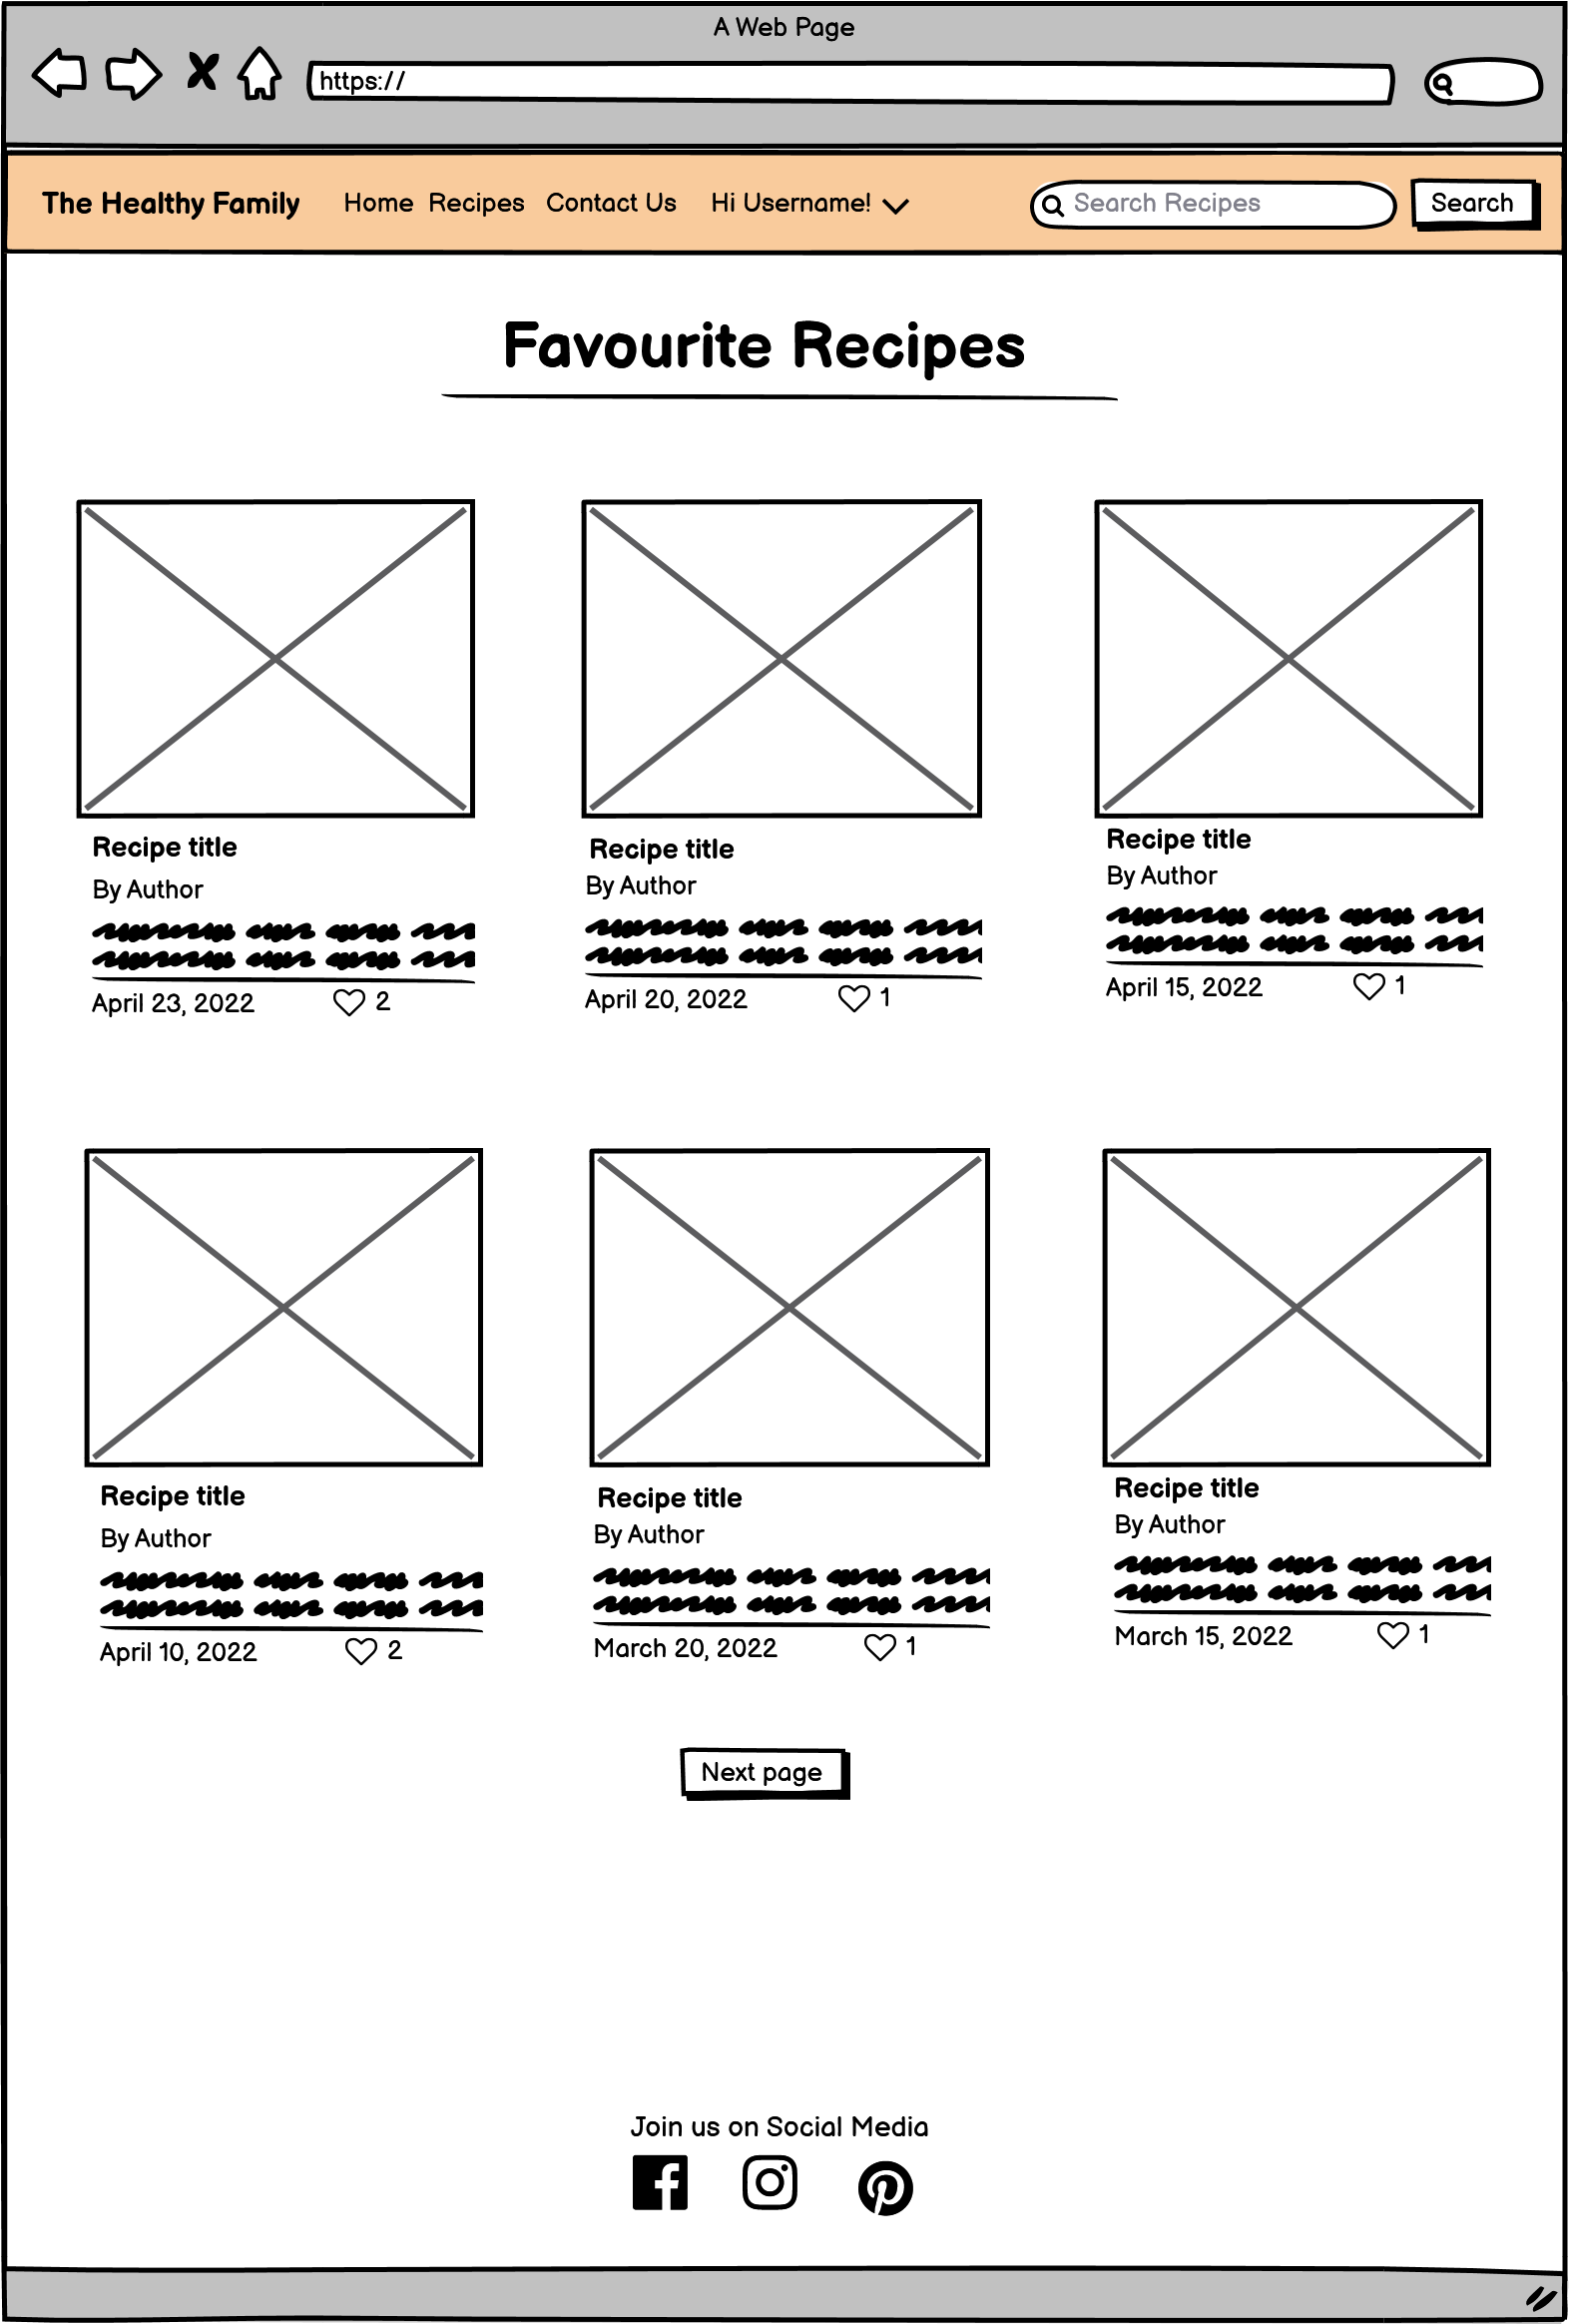 A Web Page
https://
The Healthy Family Home Recipes Contact Us Hi Username! Search Recipes Search
Favourite Recipes
Recipe title
By Author
April 23, 2022 2
Recipe title
By Author
April 20, 2022 1
Recipe title
By Author
April 15, 2022 1
Recipe title
By Author
April 10, 2022 2
Recipe title
By Author
March 20, 2022 1
Recipe title
By Author
March 15, 2022 1
Next page
Join us on Social Media